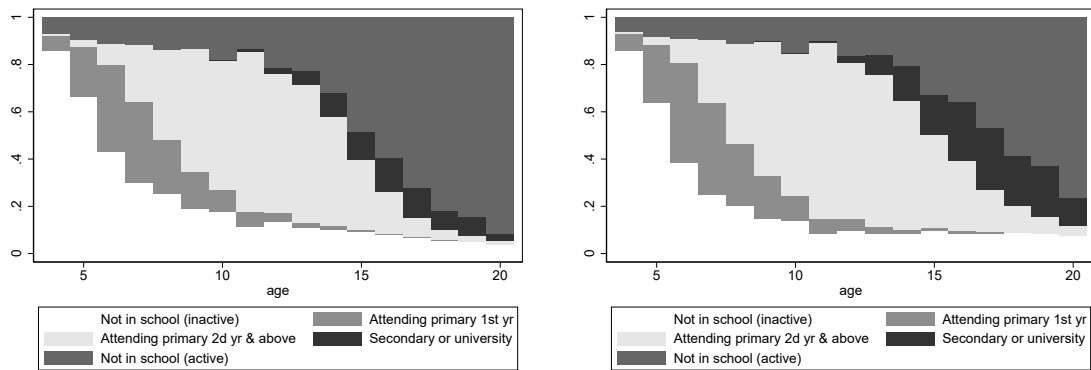 1
.8
.6
.4
.2
0
5 10 15 20
age
Not in school (inactive) Attending primary 1st yr
Attending primary 2d yr & above Secondary or university
Not in school (active)
1
.8
.6
.4
.2
0
5 10 15 20
age
Not in school (inactive) Attending primary 1st yr
Attending primary 2d yr & above Secondary or university
Not in school (active)